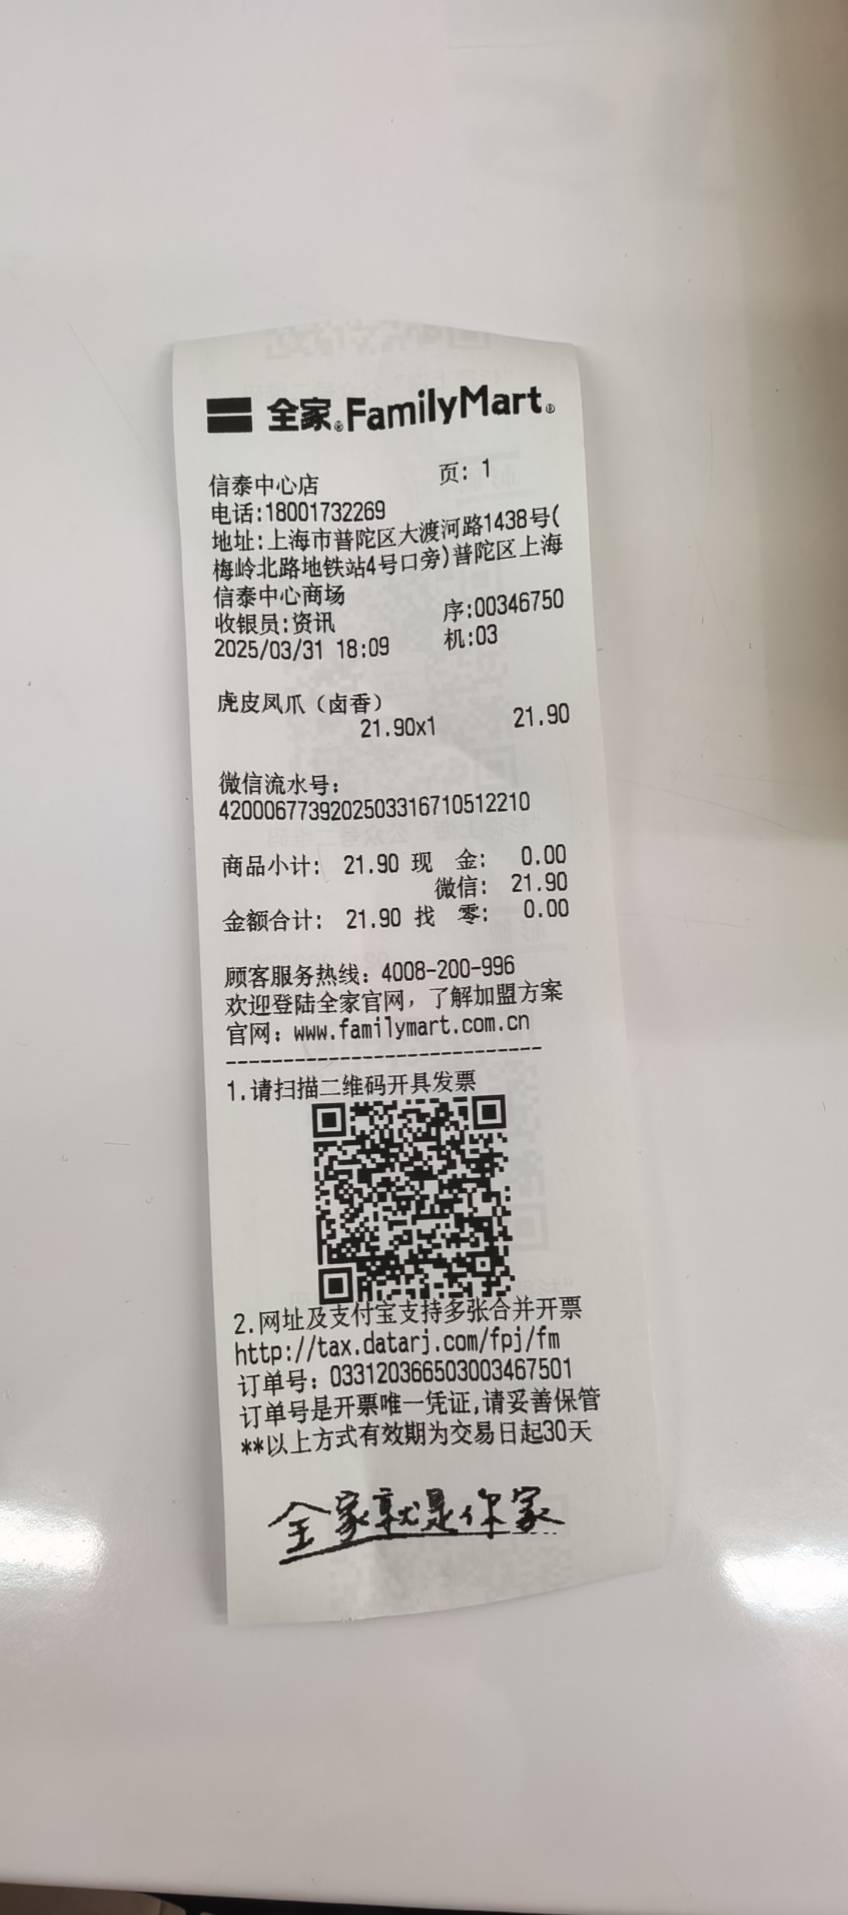 全家®FamilyMart®
信泰中心店 页: 1
电话:18001732269
地址:上海市普陀区大渡河路1438号(
梅岭北路地铁站4号口旁)普陀区上海
信泰中心商场
收银员:资讯 序:00346750
2025/03/31 18:09 机:03
虎皮凤爪（卤香）
21.90x1 21.90
微信流水号:
4200067739202503316710512210
商品小计: 21.90 现 金: 0.00
微信: 21.90
金额合计: 21.90 找 零: 0.00
顾客服务热线: 4008-200-996
欢迎登陆全家官网，了解加盟方案
官网: www.familymart.com.cn
----------------------------
1.请扫描二维码开具发票
2.网址及支付宝支持多张合并开票
http://tax.datarj.com/fpj/fm
订单号: 033120366503003467501
订单号是开票唯一凭证,请妥善保管
**以上方式有效期为交易日起30天
全家就是你家